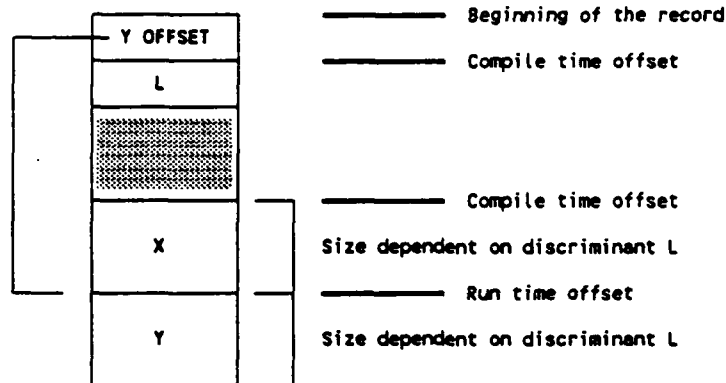 Beginning of the record
Y OFFSET
Compile time offset
L
Compile time offset
X
Size dependent on discriminant L
Run time offset
Y
Size dependent on discriminant L